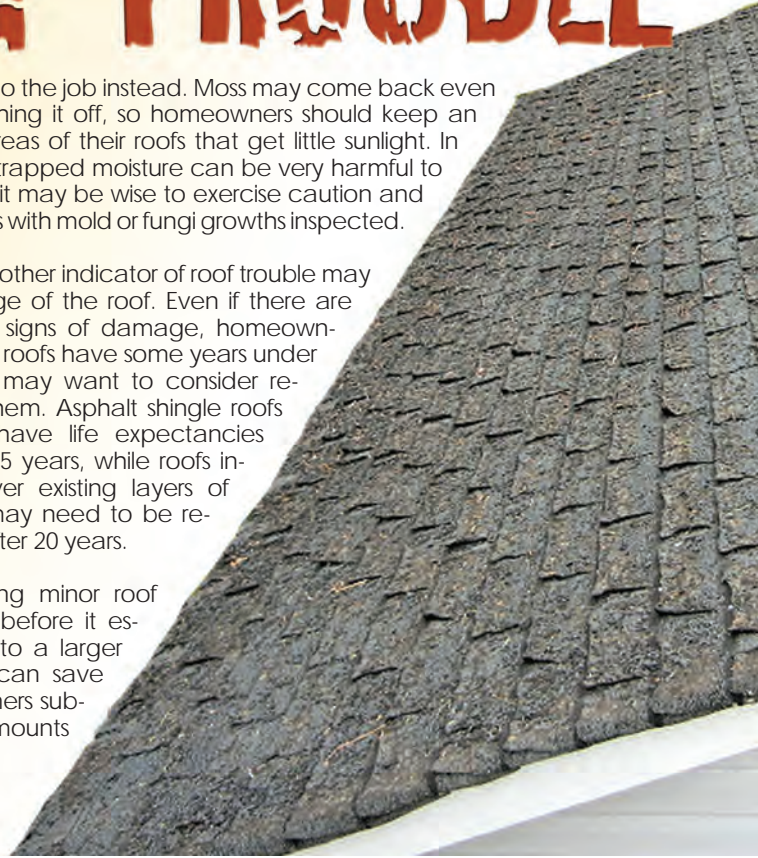 TROUBLE
o the job instead. Moss may come back even
ning it off, so homeowners should keep an
reas of their roofs that get little sunlight. In
trapped moisture can be very harmful to
it may be wise to exercise caution and
s with mold or fungi growths inspected.
other indicator of roof trouble may
ge of the roof. Even if there are
signs of damage, homeown-
roofs have some years under
may want to consider re-
hem. Asphalt shingle roofs
have life expectancies
5 years, while roofs in-
er existing layers of
may need to be re-
ter 20 years.
ng minor roof
before it es-
to a larger
can save
ners sub-
mounts